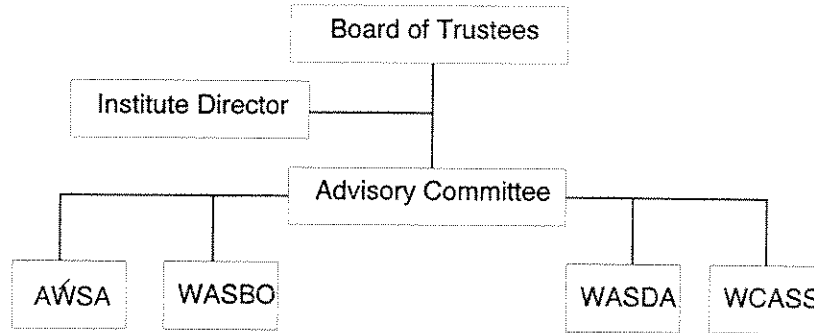 Board of Trustees
Institute Director
Advisory Committee
AWSA
WASBO
WASDA
WCASS